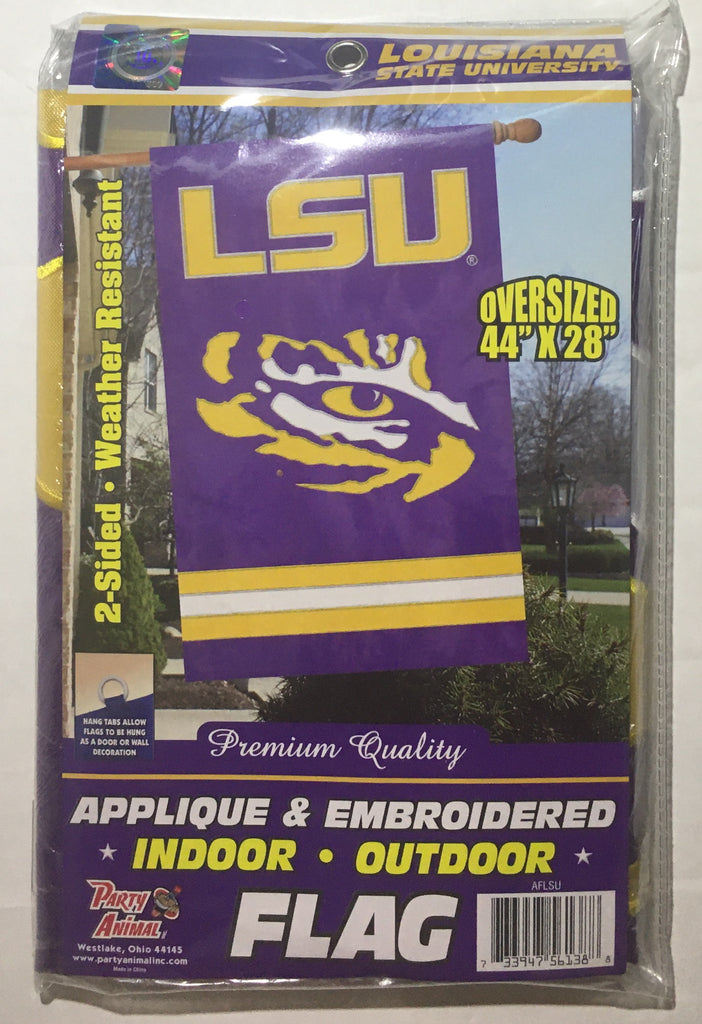 LOUISIANA
STATE UNIVERSITY
LSU®
OVERSIZED
44" X 28"
2-Sided • Weather Resistant
HANG TABS ALLOW
FLAGS TO BE HUNG
AS A DOOR OR WALL
DECORATION
Premium Quality
APPLIQUE & EMBROIDERED
★ INDOOR • OUTDOOR ★
FLAG
PARTY
ANIMAL
Westlake, Ohio 44145
www.partyanimalinc.com
Made in China
AFLSU
7 33947 56138 8